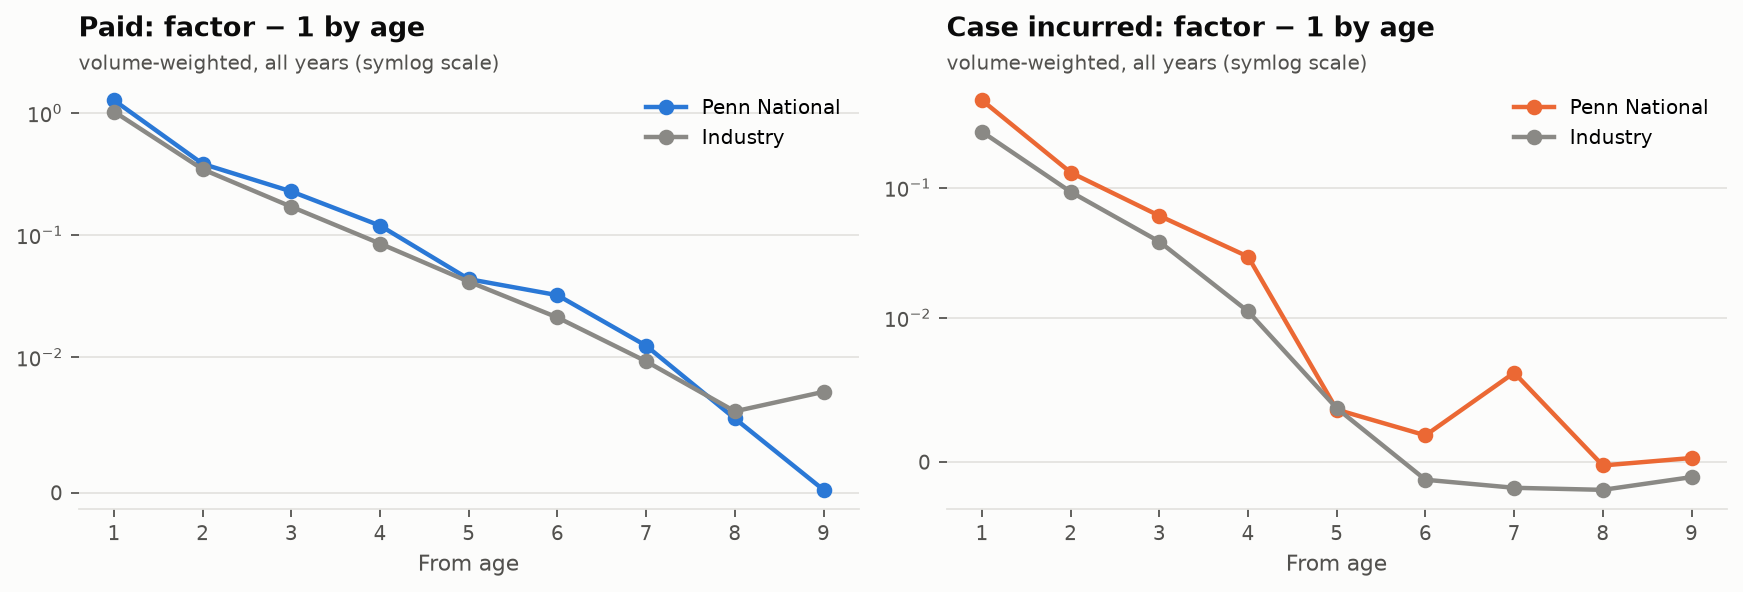 Paid: factor − 1 by age
volume-weighted, all years (symlog scale)
Penn National
Industry
10⁰
10⁻¹
10⁻²
0
1 2 3 4 5 6 7 8 9
From age
Case incurred: factor − 1 by age
volume-weighted, all years (symlog scale)
Penn National
Industry
10⁻¹
10⁻²
0
1 2 3 4 5 6 7 8 9
From age